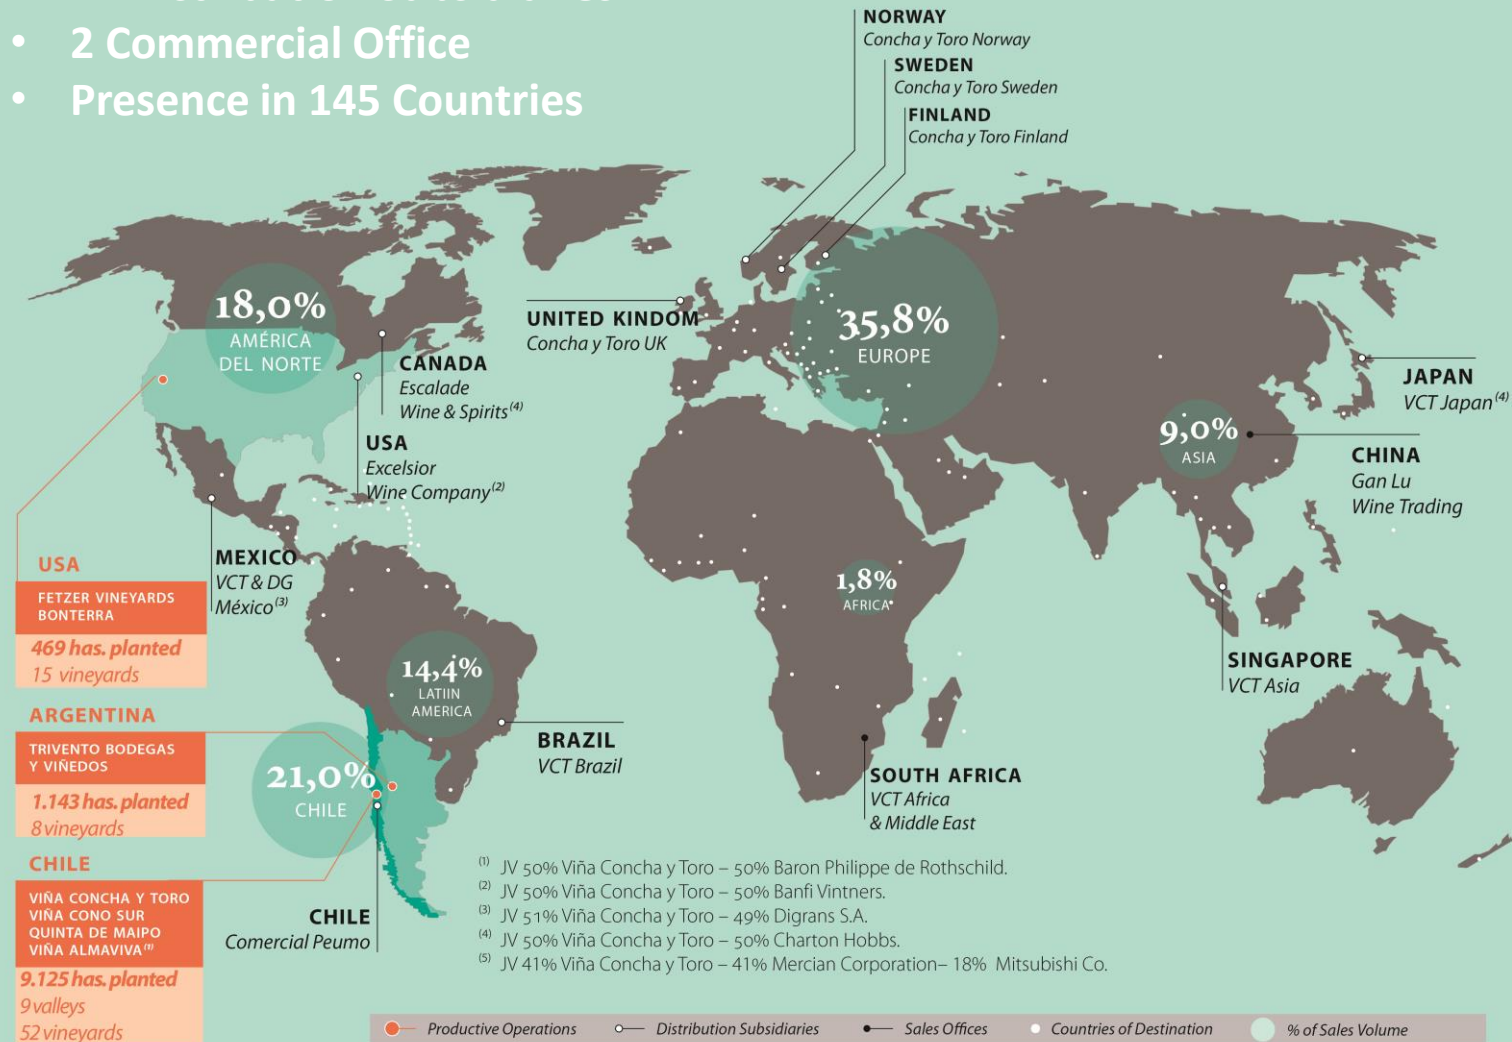 • 2 Commercial Office
• Presence in 145 Countries
NORWAY
Concha y Toro Norway
SWEDEN
Concha y Toro Sweden
FINLAND
Concha y Toro Finland
18,0%
AMÉRICA
DEL NORTE
UNITED KINDOM
Concha y Toro UK
35,8%
EUROPE
CANADA
Escalade
Wine & Spirits (4)
JAPAN
VCT Japan (4)
USA
Excelsior
Wine Company (2)
9,0%
ASIA
CHINA
Gan Lu
Wine Trading
MEXICO
VCT & DG
México (3)
1,8%
AFRICA
USA
FETZER VINEYARDS
BONTERRA
469 has. planted
15 vineyards
14,4%
LATIIN
AMERICA
SINGAPORE
VCT Asia
ARGENTINA
TRIVENTO BODEGAS
Y VIÑEDOS
1.143 has. planted
8 vineyards
BRAZIL
VCT Brazil
21,0%
CHILE
SOUTH AFRICA
VCT Africa
& Middle East
CHILE
VIÑA CONCHA Y TORO
VIÑA CONO SUR
QUINTA DE MAIPO
VIÑA ALMAVIVA (1)
9.125 has. planted
9 valleys
52 vineyards
CHILE
Comercial Peumo
(1) JV 50% Viña Concha y Toro – 50% Baron Philippe de Rothschild.
(2) JV 50% Viña Concha y Toro – 50% Banfi Vintners.
(3) JV 51% Viña Concha y Toro – 49% Digrans S.A.
(4) JV 50% Viña Concha y Toro – 50% Charton Hobbs.
(5) JV 41% Viña Concha y Toro – 41% Mercian Corporation– 18% Mitsubishi Co.
Productive Operations
Distribution Subsidiaries
Sales Offices
Countries of Destination
% of Sales Volume